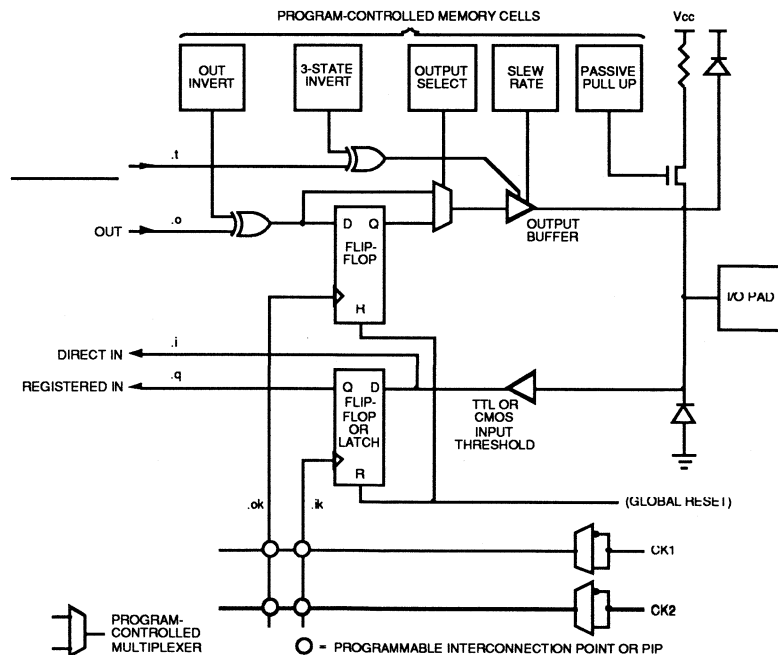 PROGRAM-CONTROLLED MEMORY CELLS
Vcc
OUT
INVERT
3-STATE
INVERT
OUTPUT
SELECT
SLEW
RATE
PASSIVE
PULL UP
.t
.o
OUT
D Q
FLIP-
FLOP
R
OUTPUT
BUFFER
I/O PAD
DIRECT IN
.i
REGISTERED IN
.q
Q D
FLIP-
FLOP
OR
LATCH
R
TTL OR
CMOS
INPUT
THRESHOLD
.ok
.ik
(GLOBAL RESET)
CK1
CK2
PROGRAM-
CONTROLLED
MULTIPLEXER
= PROGRAMMABLE INTERCONNECTION POINT OR PIP